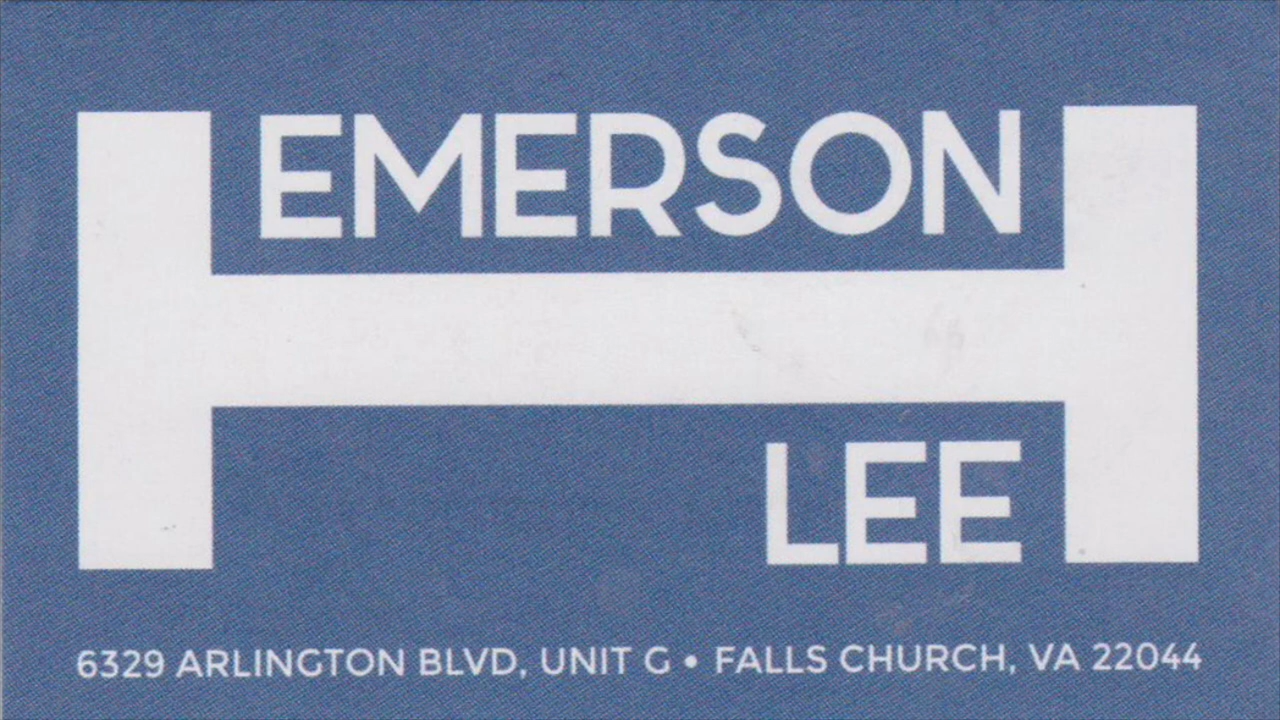 EMERSON
H
LEE
6329 ARLINGTON BLVD, UNIT G • FALLS CHURCH, VA 22044